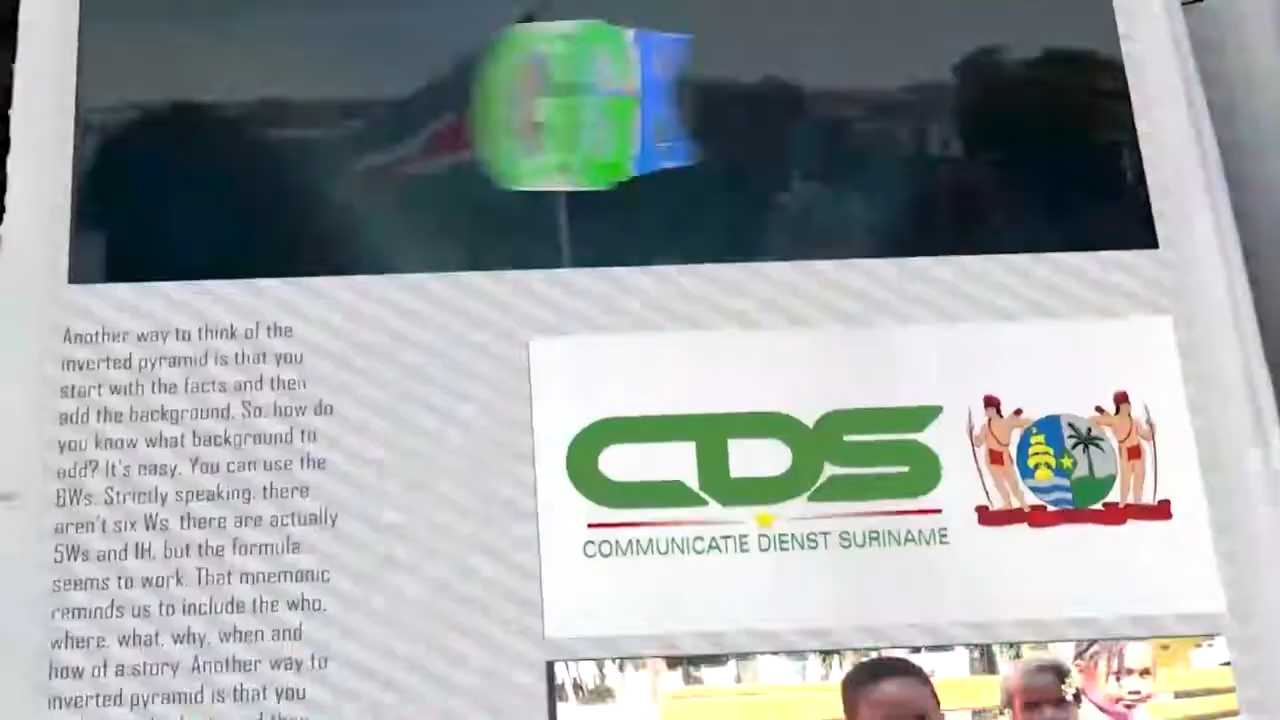 Another way to think of the
inverted pyramid is that you
start with the facts and then
add the background. So, how do
you know what background to
add? It's easy. You can use the
6Ws. Strictly speaking, there
aren't six Ws, there are actually
5Ws and 1H, but the formula
seems to work. That mnemonic
reminds us to include the who,
where, what, why, when and
how of a story. Another way to
inverted pyramid is that you
CDS
COMMUNICATIE DIENST SURINAME